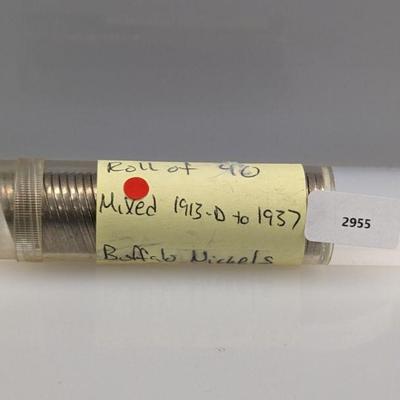 Roll of 40
Mixed 1913-D to 1937
Buffalo Nickels
2955